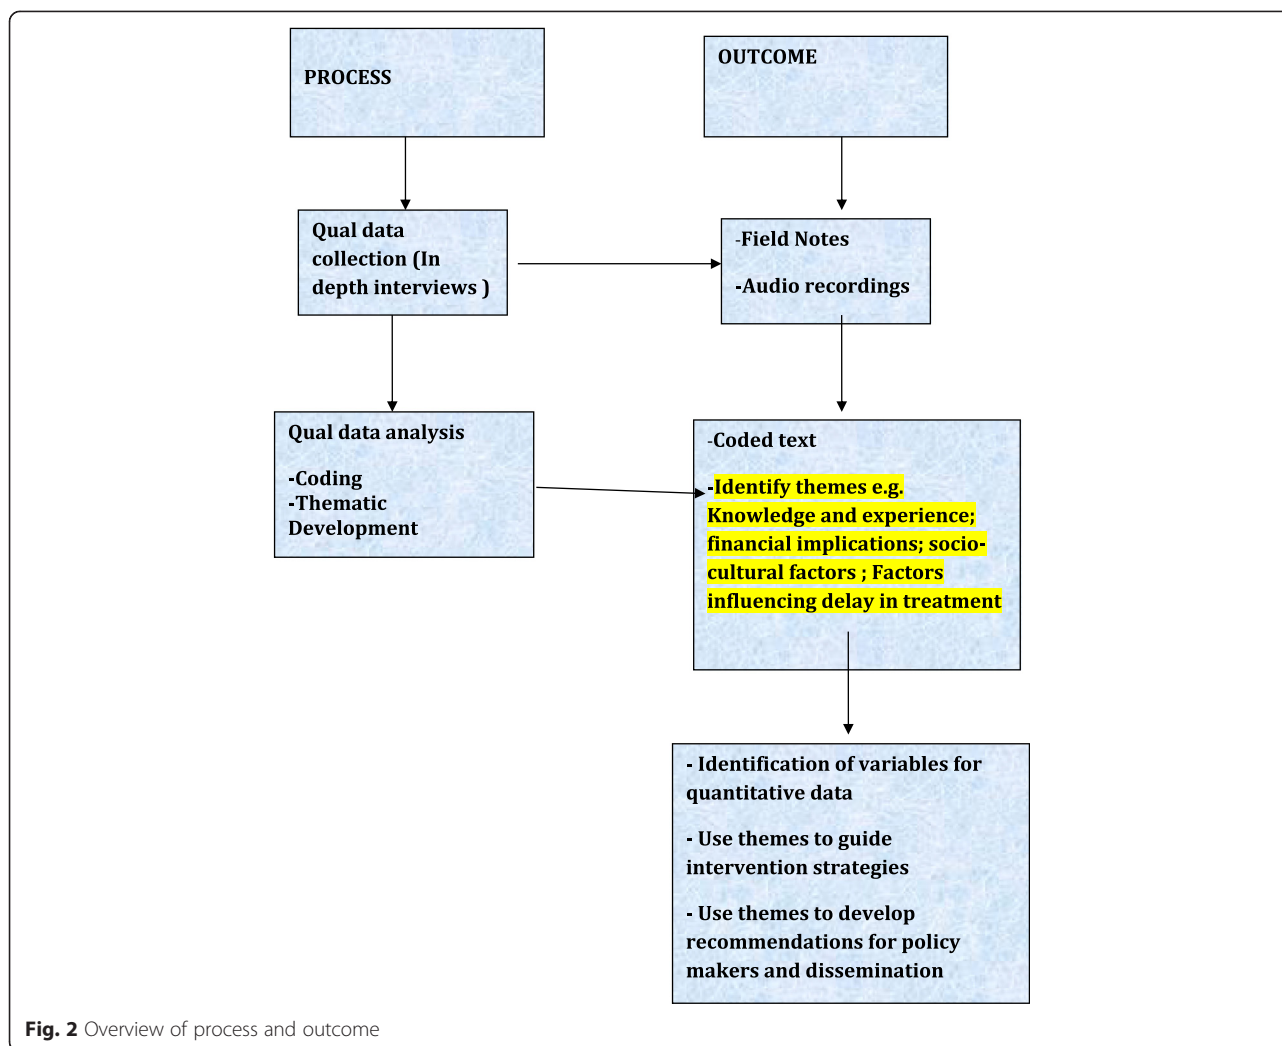 PROCESS
OUTCOME
Qual data
collection (In
depth interviews )
-Field Notes
-Audio recordings
Qual data analysis
-Coding
-Thematic
Development
-Coded text
-Identify themes e.g.
Knowledge and experience;
financial implications; socio-
cultural factors ; Factors
influencing delay in treatment
- Identification of variables for
quantitative data
- Use themes to guide
intervention strategies
- Use themes to develop
recommendations for policy
makers and dissemination
Fig. 2 Overview of process and outcome